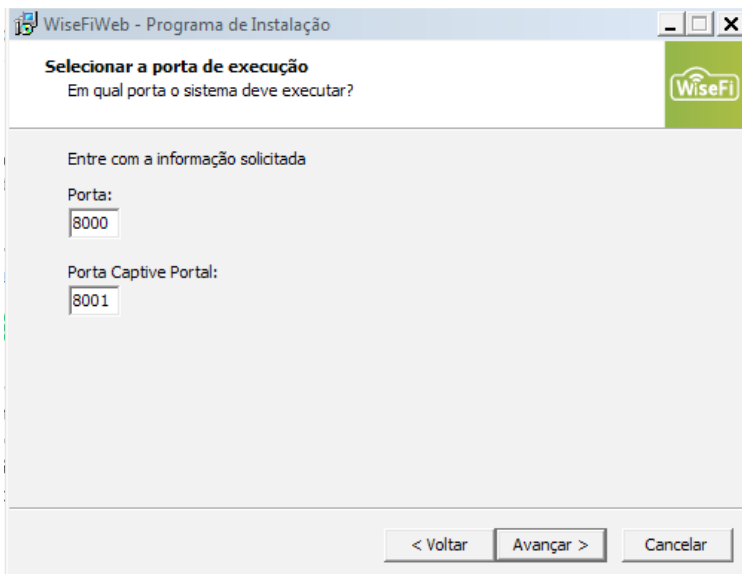 WiseFiWeb - Programa de Instalação
Selecionar a porta de execução
Em qual porta o sistema deve executar?
WiseFi
Entre com a informação solicitada
Porta:
8000
Porta Captive Portal:
8001
< Voltar
Avançar >
Cancelar